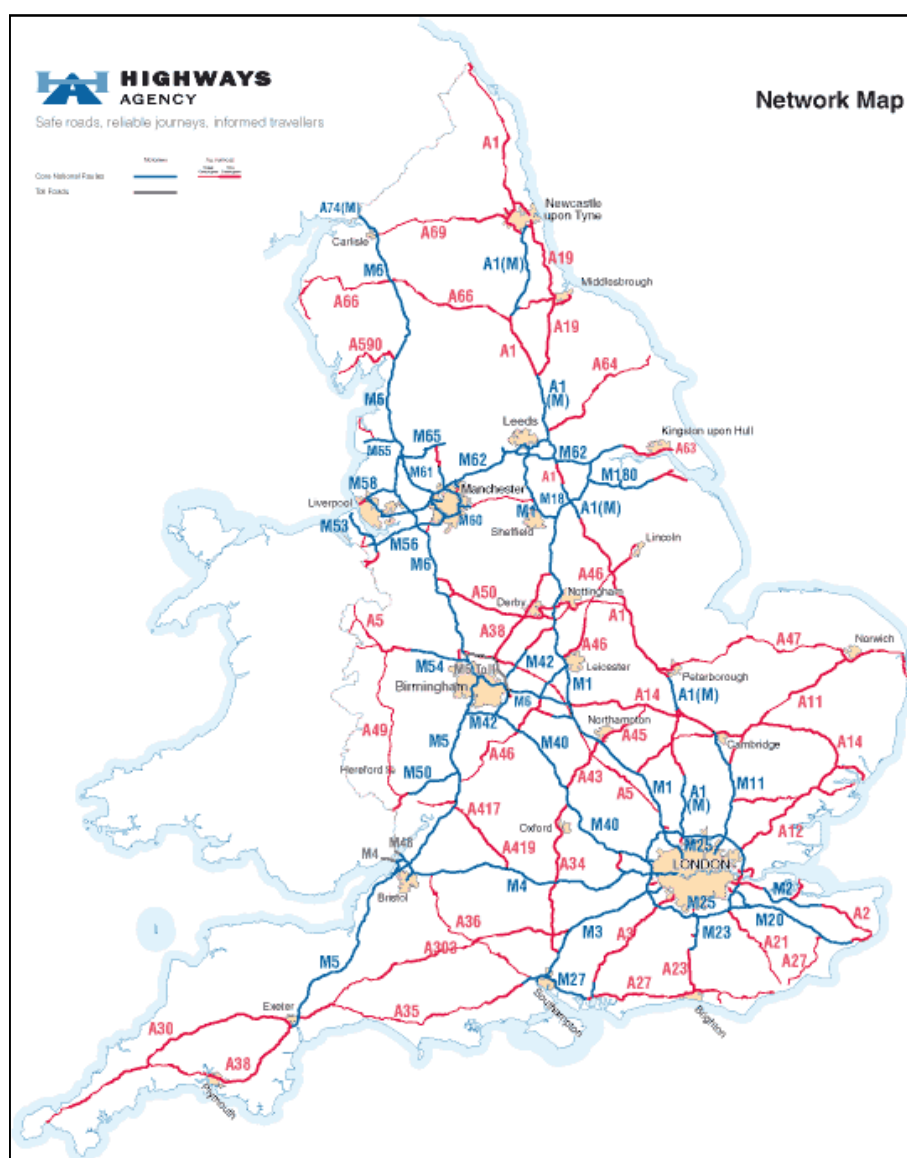 HIGHWAYS
AGENCY
Safe roads, reliable journeys, informed travellers
Network Map
Motorways
Core National Routes
Toll Roads
A1
Newcastle
upon Tyne
A74(M)
Carlisle
A69
M6
A1(M)
A19
Middlesbrough
A66
A66
A19
A590
A1
A64
M6
A1
(M)
Leeds
Kingston upon Hull
M65
M55
M62
M62
A63
M61
A1
M180
M58
Manchester
Liverpool
M18
M1
A1(M)
M53
M60
Sheffield
M56
Lincoln
M6
A46
A50
Nottingham
Derby
A1
A5
A38
A47
Norwich
A46
M54
M6 Toll
M42
Leicester
Peterborough
Birmingham
M1
A14
A1(M)
A11
M6
A49
M42
Northampton
A45
M5
M40
Cambridge
A14
A46
Hereford
M50
A43
M1
M11
A5
A1
(M)
A417
Oxford
M40
A12
M48
A419
M25
M4
A34
LONDON
Bristol
M4
M25
M2
A36
M3
A3
M23
M20
A2
A303
A21
M5
M27
A27
A23
A27
Exeter
A35
Southampton
Brighton
A30
A38
Plymouth